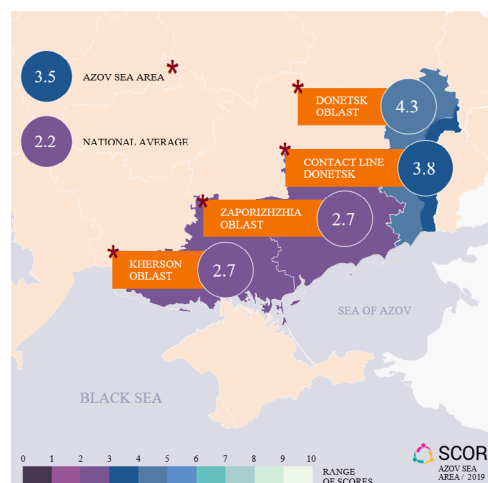 3.5
AZOV SEA AREA
*
2.2
NATIONAL AVERAGE
*
DONETSK
OBLAST
4.3
*
CONTACT LINE
DONETSK
3.8
*
ZAPORIZHZHIA
OBLAST
2.7
*
KHERSON
OBLAST
2.7
SEA OF AZOV
BLACK SEA
0 1 2 3 4 5 6 7 8 9 10
RANGE
OF SCORES
SCOR
AZOV SEA
AREA / 2019